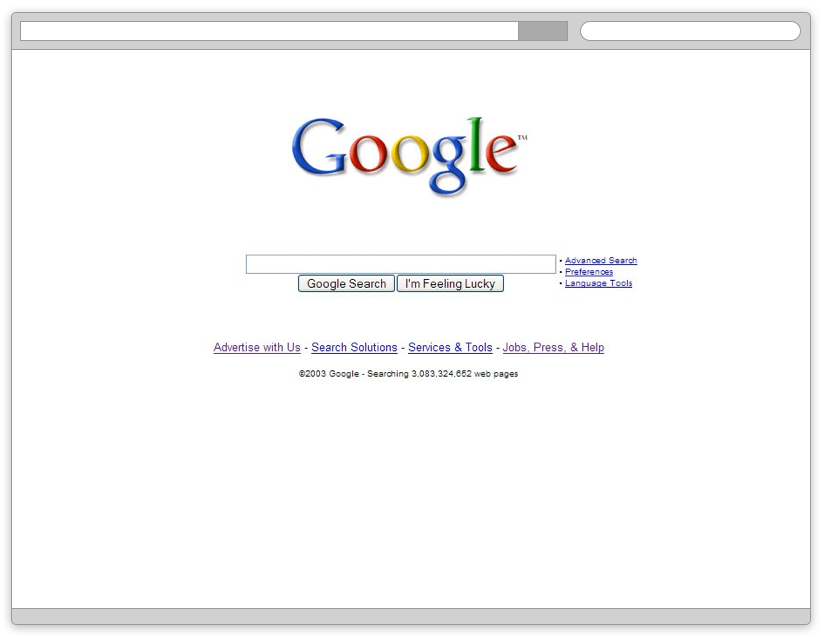 Google™
• Advanced Search
• Preferences
• Language Tools
Google Search I'm Feeling Lucky
Advertise with Us - Search Solutions - Services & Tools - Jobs, Press, & Help
©2003 Google - Searching 3,083,324,652 web pages